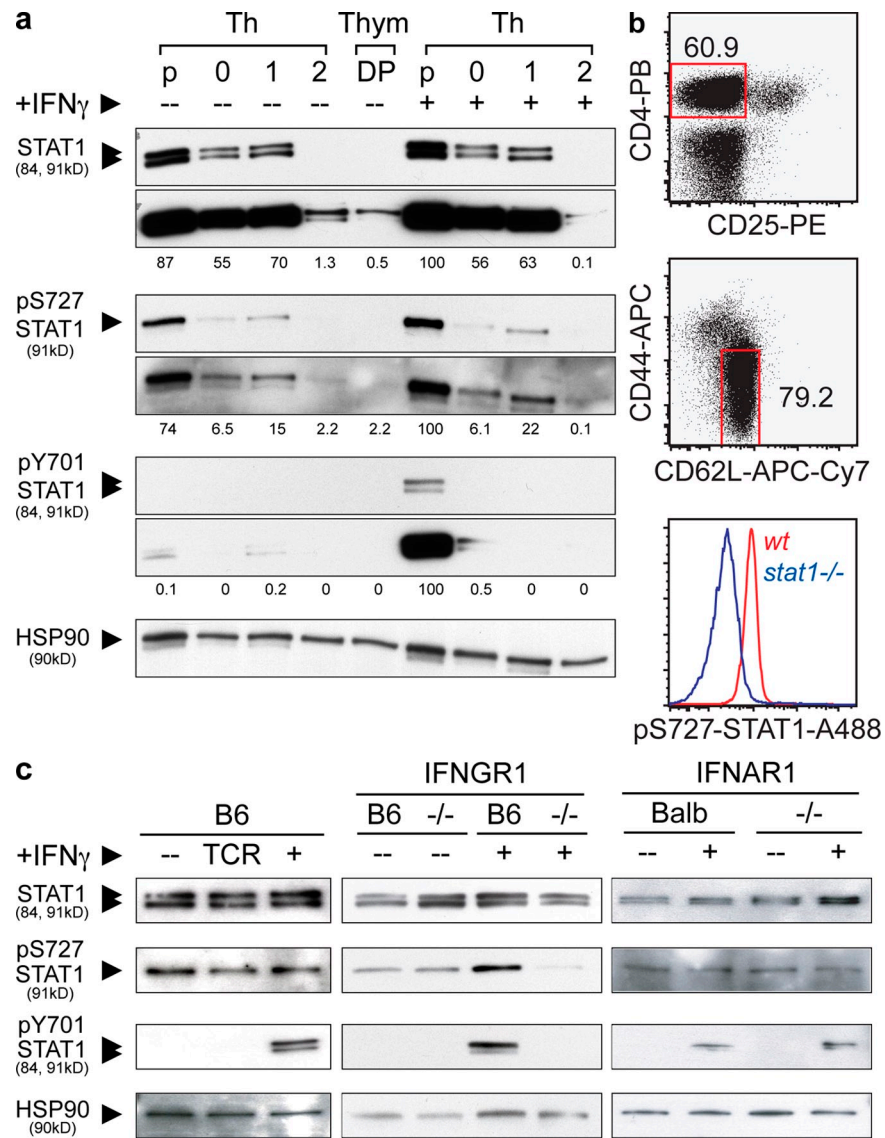 a
Th Thym Th
p 0 1 2 DP p 0 1 2
+IFNγ -- -- -- -- -- + + + +
STAT1
(84, 91kD)
87 55 70 1.3 0.5 100 56 63 0.1
pS727
STAT1
(91kD)
74 6.5 15 2.2 2.2 100 6.1 22 0.1
pY701
STAT1
(84, 91kD)
0.1 0 0.2 0 0 100 0.5 0 0
HSP90
(90kD)
b
60.9
CD4-PB
CD25-PE
CD44-APC
79.2
CD62L-APC-Cy7
wt
stat1-/-
pS727-STAT1-A488
c
IFNGR1 IFNAR1
B6 B6 -/- B6 -/- Balb -/-
+IFNγ -- TCR + -- -- + + -- + -- +
STAT1
(84, 91kD)
pS727
STAT1
(91kD)
pY701
STAT1
(84, 91kD)
HSP90
(90kD)